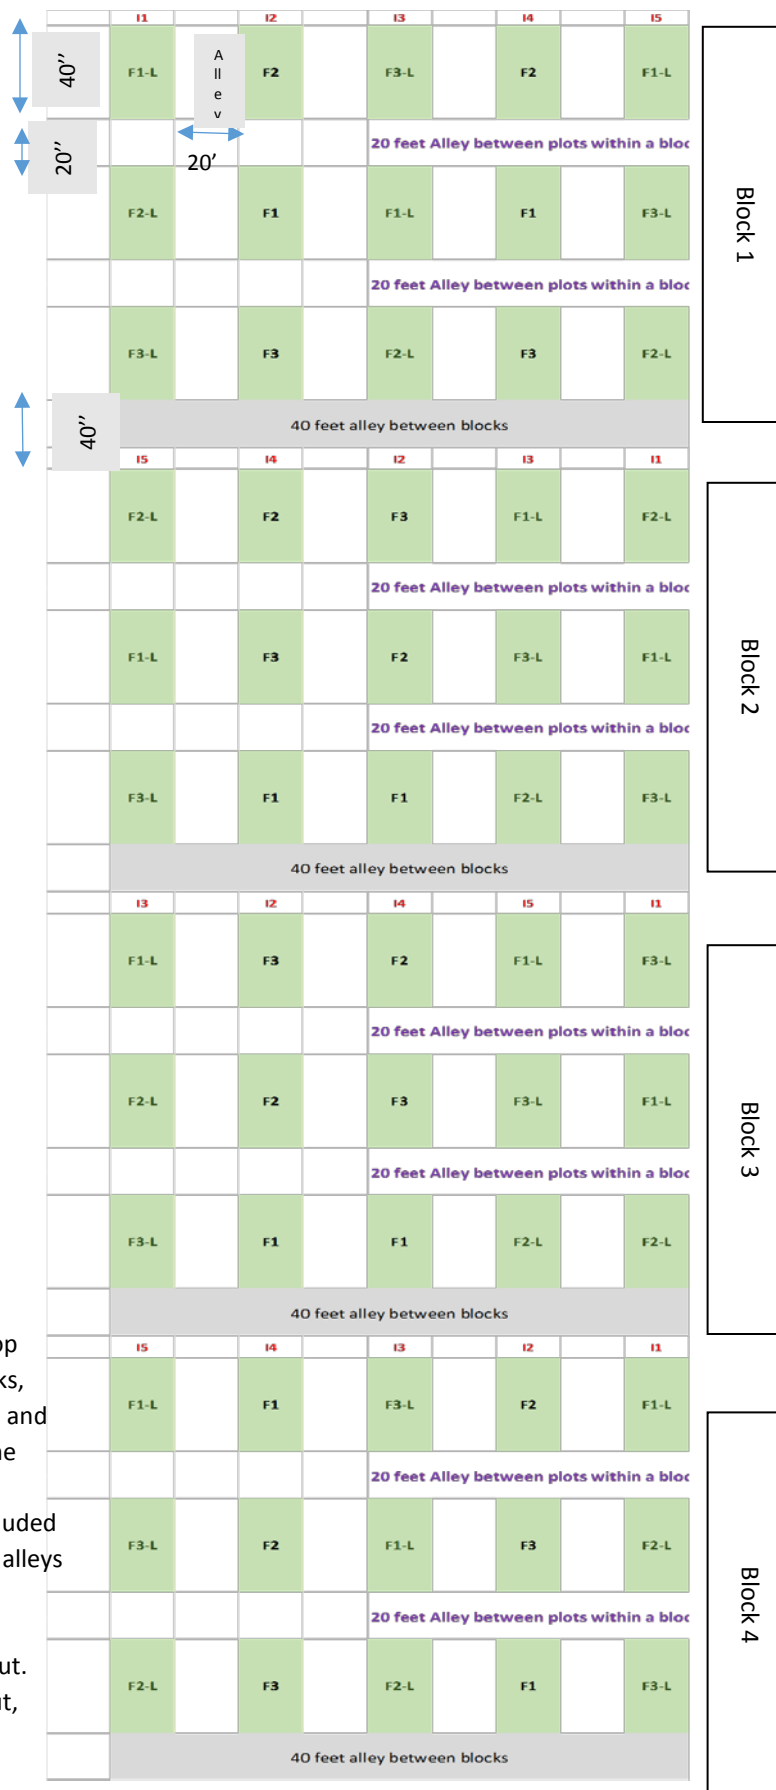 I1 I2 I3 I4 I5
40’’ F1-L A ll e v F2 F3-L F2 F1-L
20’’ 20’ 20 feet Alley between plots within a bloc
F2-L F1 F1-L F1 F3-L
Block 1
20 feet Alley between plots within a bloc
F3-L F3 F2-L F3 F2-L
40’’ 40 feet alley between blocks
I5 I4 I2 I3 I1
F2-L F2 F3 F1-L F2-L
20 feet Alley between plots within a bloc
F1-L F3 F2 F3-L F1-L
Block 2
20 feet Alley between plots within a bloc
F3-L F1 F1 F2-L F3-L
40 feet alley between blocks
I3 I2 I4 I5 I1
F1-L F3 F2 F1-L F3-L
20 feet Alley between plots within a bloc
F2-L F2 F3 F3-L F1-L
Block 3
20 feet Alley between plots within a bloc
F3-L F1 F1 F2-L F2-L
40 feet alley between blocks
op
I5 I4 I3 I2 I1
ks,
F1-L F1 F3-L F2 F1-L
and
ne
20 feet Alley between plots within a bloc
uded
F3-L F2 F1-L F3 F2-L
alleys
Block 4
20 feet Alley between plots within a bloc
ut.
F2-L F3 F2-L F1 F3-L
ut,
40 feet alley between blocks